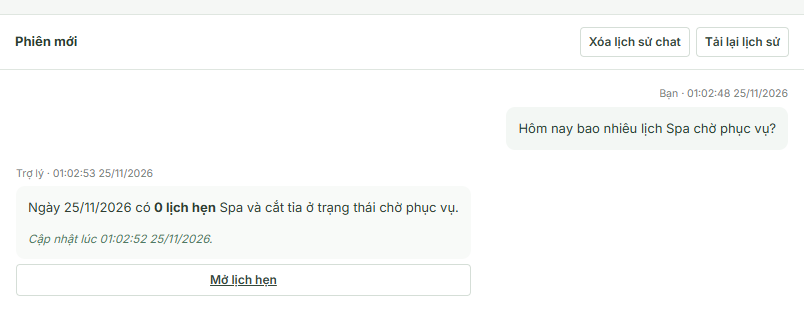 Phiên mới
Xóa lịch sử chat
Tải lại lịch sử
Bạn · 01:02:48 25/11/2026
Hôm nay bao nhiêu lịch Spa chờ phục vụ?
Trợ lý · 01:02:53 25/11/2026
Ngày 25/11/2026 có 0 lịch hẹn Spa và cắt tỉa ở trạng thái chờ phục vụ.
Cập nhật lúc 01:02:52 25/11/2026.
Mở lịch hẹn